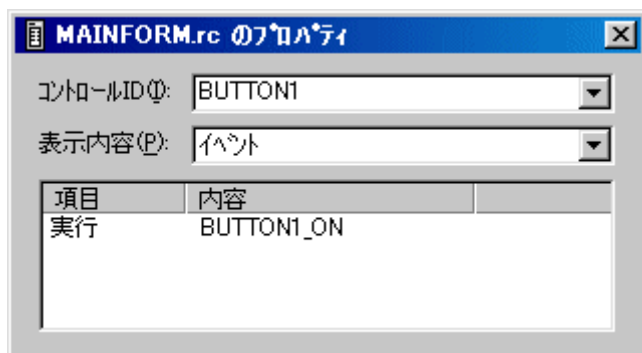 MAINFORM.rc のﾌﾟﾛﾊﾟﾃｨ
ｺﾝﾄﾛｰﾙID(I): BUTTON1
表示内容(P): ｲﾍﾞﾝﾄ
項目 内容
実行 BUTTON1_ON